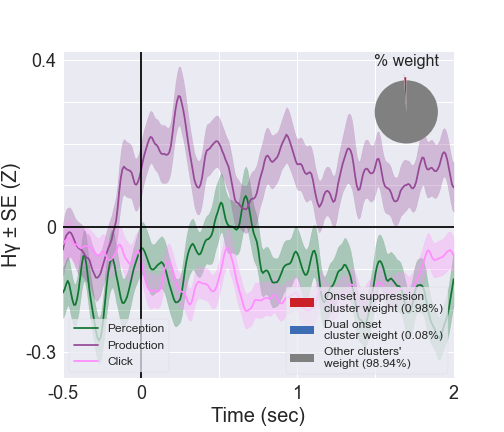 % weight
0.4
0
-0.3
Hγ ± SE (Z)
Perception
Production
Click
Onset suppression
cluster weight (0.98%)
Dual onset
cluster weight (0.08%)
Other clusters'
weight (98.94%)
-0.5
0
1
2
Time (sec)